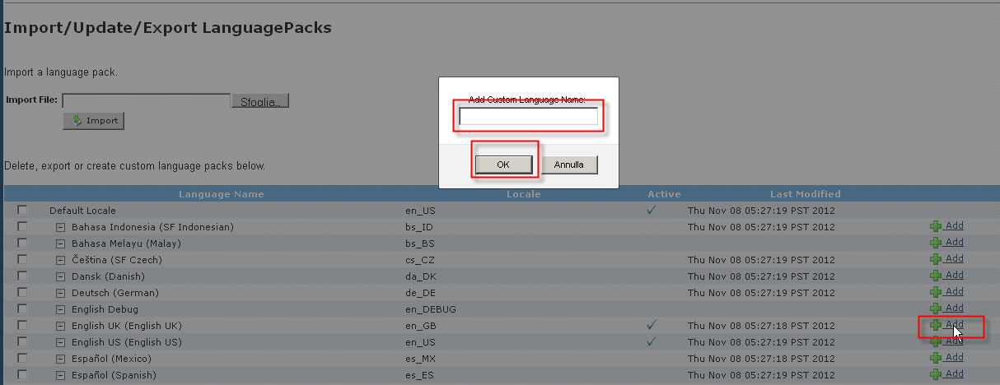 Import/Update/Export LanguagePacks
Import a language pack.
Import File: Sfoglia...
Import
Add Custom Language Name:
OK Annulla
Delete, export or create custom language packs below.
Language Name Locale Active Last Modified
Default Locale en_US Thu Nov 08 05:27:19 PST 2012
Bahasa Indonesia (SF Indonesian) bs_ID Thu Nov 08 05:27:19 PST 2012 Add
Bahasa Melayu (Malay) bs_BS Add
Čeština (SF Czech) cs_CZ Thu Nov 08 05:27:19 PST 2012 Add
Dansk (Danish) da_DK Thu Nov 08 05:27:19 PST 2012 Add
Deutsch (German) de_DE Thu Nov 08 05:27:19 PST 2012 Add
English Debug en_DEBUG Add
English UK (English UK) en_GB Thu Nov 08 05:27:18 PST 2012 Add
English US (English US) en_US Thu Nov 08 05:27:19 PST 2012 Add
Español (Mexico) es_MX Thu Nov 08 05:27:18 PST 2012 Add
Español (Spanish) es_ES Thu Nov 08 05:27:19 PST 2012 Add